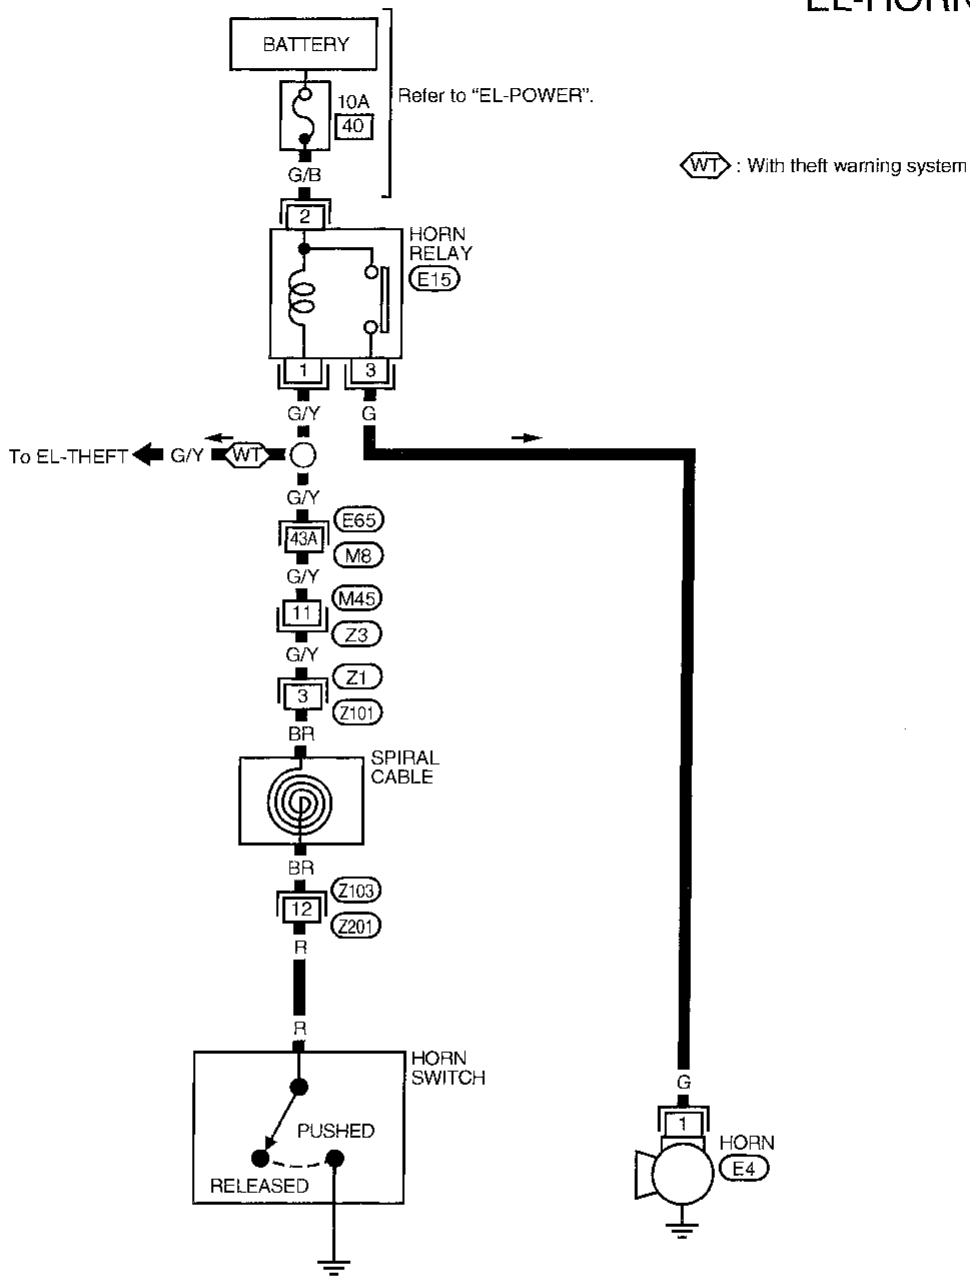 EL-HORN
BATTERY
10A
40
Refer to "EL-POWER".
WT : With theft warning system
G/B
2
HORN
RELAY
E15
1
3
G/Y
G
To EL-THEFT
G/Y
WT
G/Y
43A
E65
M8
G/Y
11
M45
Z3
G/Y
3
Z1
Z101
BR
SPIRAL
CABLE
BR
12
Z103
Z201
R
R
HORN
SWITCH
PUSHED
RELEASED
G
1
HORN
E4